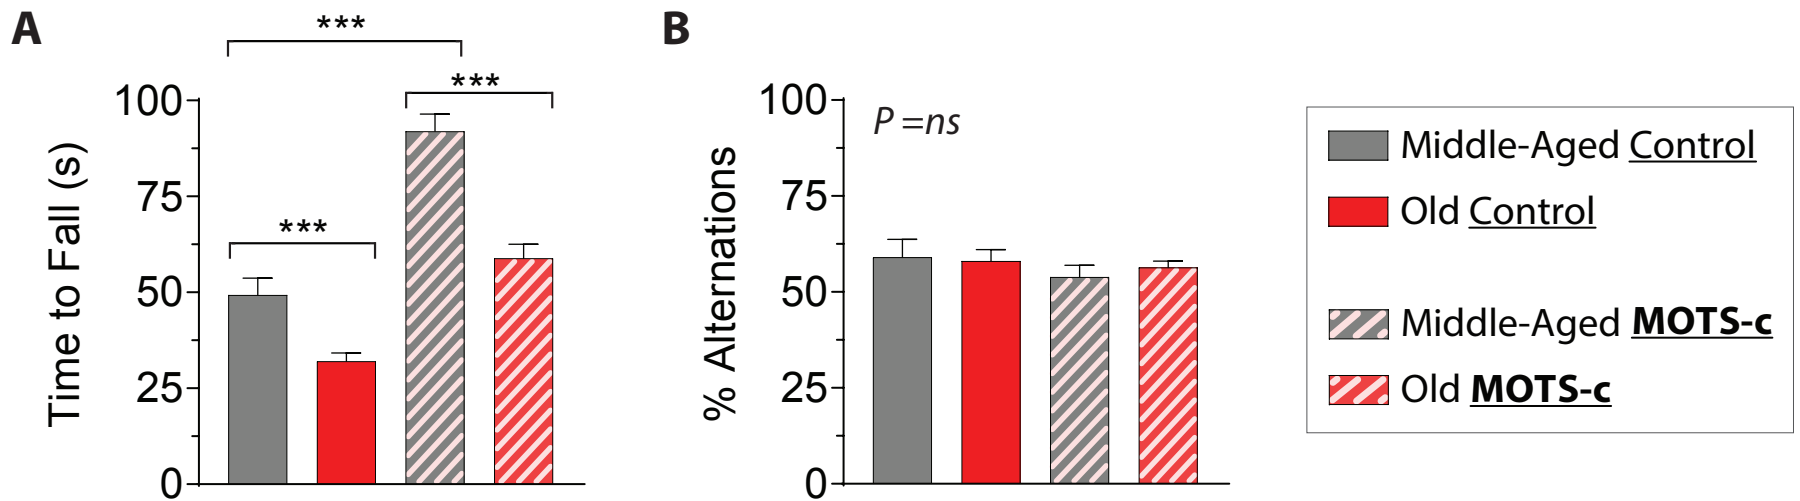 A
***
***
***
Time to Fall (s)
100
75
50
25
0
B
P =ns
% Alternations
100
75
50
25
0
Middle-Aged Control
Old Control
Middle-Aged MOTS-c
Old MOTS-c